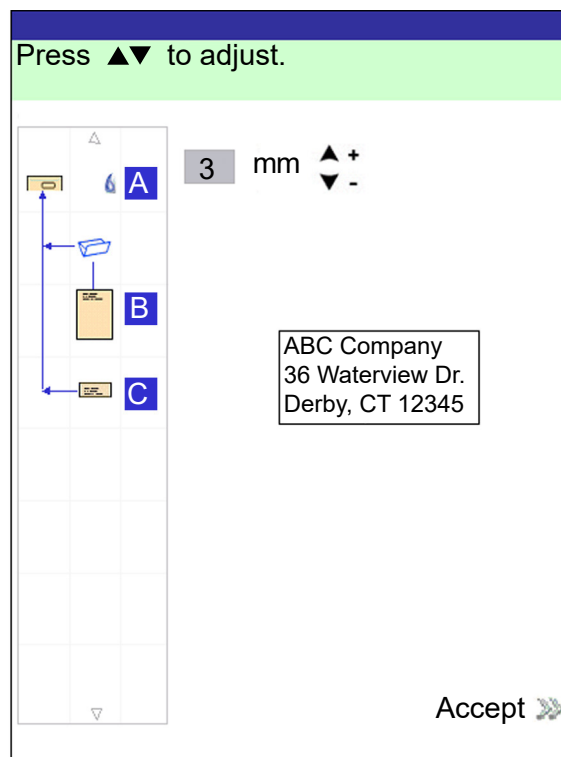 Press ▲▼ to adjust.
A
3 mm ▲ +
▼ -
B
ABC Company
36 Waterview Dr.
Derby, CT 12345
C
Accept